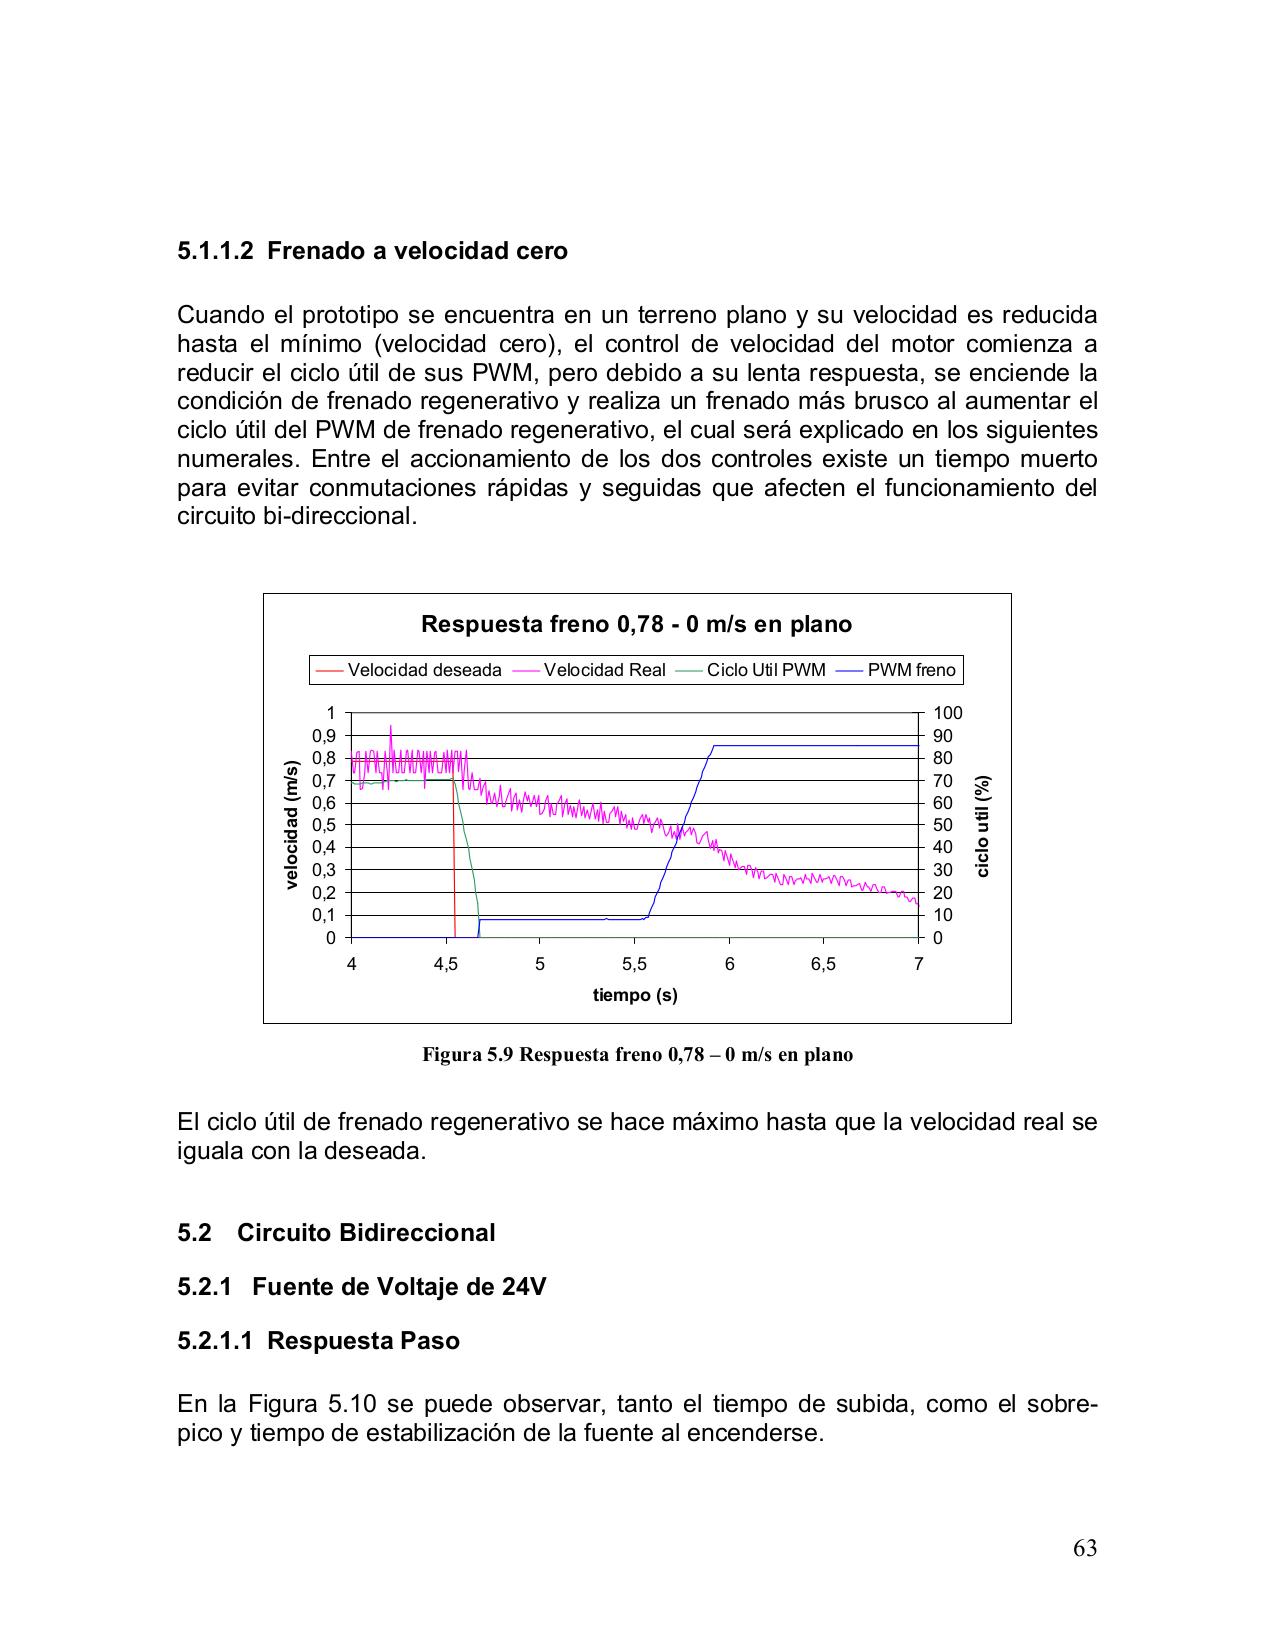 5.1.1.2 Frenado a velocidad cero
Cuando el prototipo se encuentra en un terreno plano y su velocidad es reducida
hasta el mínimo (velocidad cero), el control de velocidad del motor comienza a
reducir el ciclo útil de sus PWM, pero debido a su lenta respuesta, se enciende la
condición de frenado regenerativo y realiza un frenado más brusco al aumentar el
ciclo útil del PWM de frenado regenerativo, el cual será explicado en los siguientes
numerales. Entre el accionamiento de los dos controles existe un tiempo muerto
para evitar conmutaciones rápidas y seguidas que afecten el funcionamiento del
circuito bi-direccional.
Respuesta freno 0,78 - 0 m/s en plano
Velocidad deseada Velocidad Real Ciclo Util PWM PWM freno
velocidad (m/s)
1
0,9
0,8
0,7
0,6
0,5
0,4
0,3
0,2
0,1
0
100
90
80
70
60
50
40
30
20
10
0
ciclo util (%)
4 4,5 5 5,5 6 6,5 7
tiempo (s)
Figura 5.9 Respuesta freno 0,78 – 0 m/s en plano
El ciclo útil de frenado regenerativo se hace máximo hasta que la velocidad real se
iguala con la deseada.
5.2 Circuito Bidireccional
5.2.1 Fuente de Voltaje de 24V
5.2.1.1 Respuesta Paso
En la Figura 5.10 se puede observar, tanto el tiempo de subida, como el sobre-
pico y tiempo de estabilización de la fuente al encenderse.
63